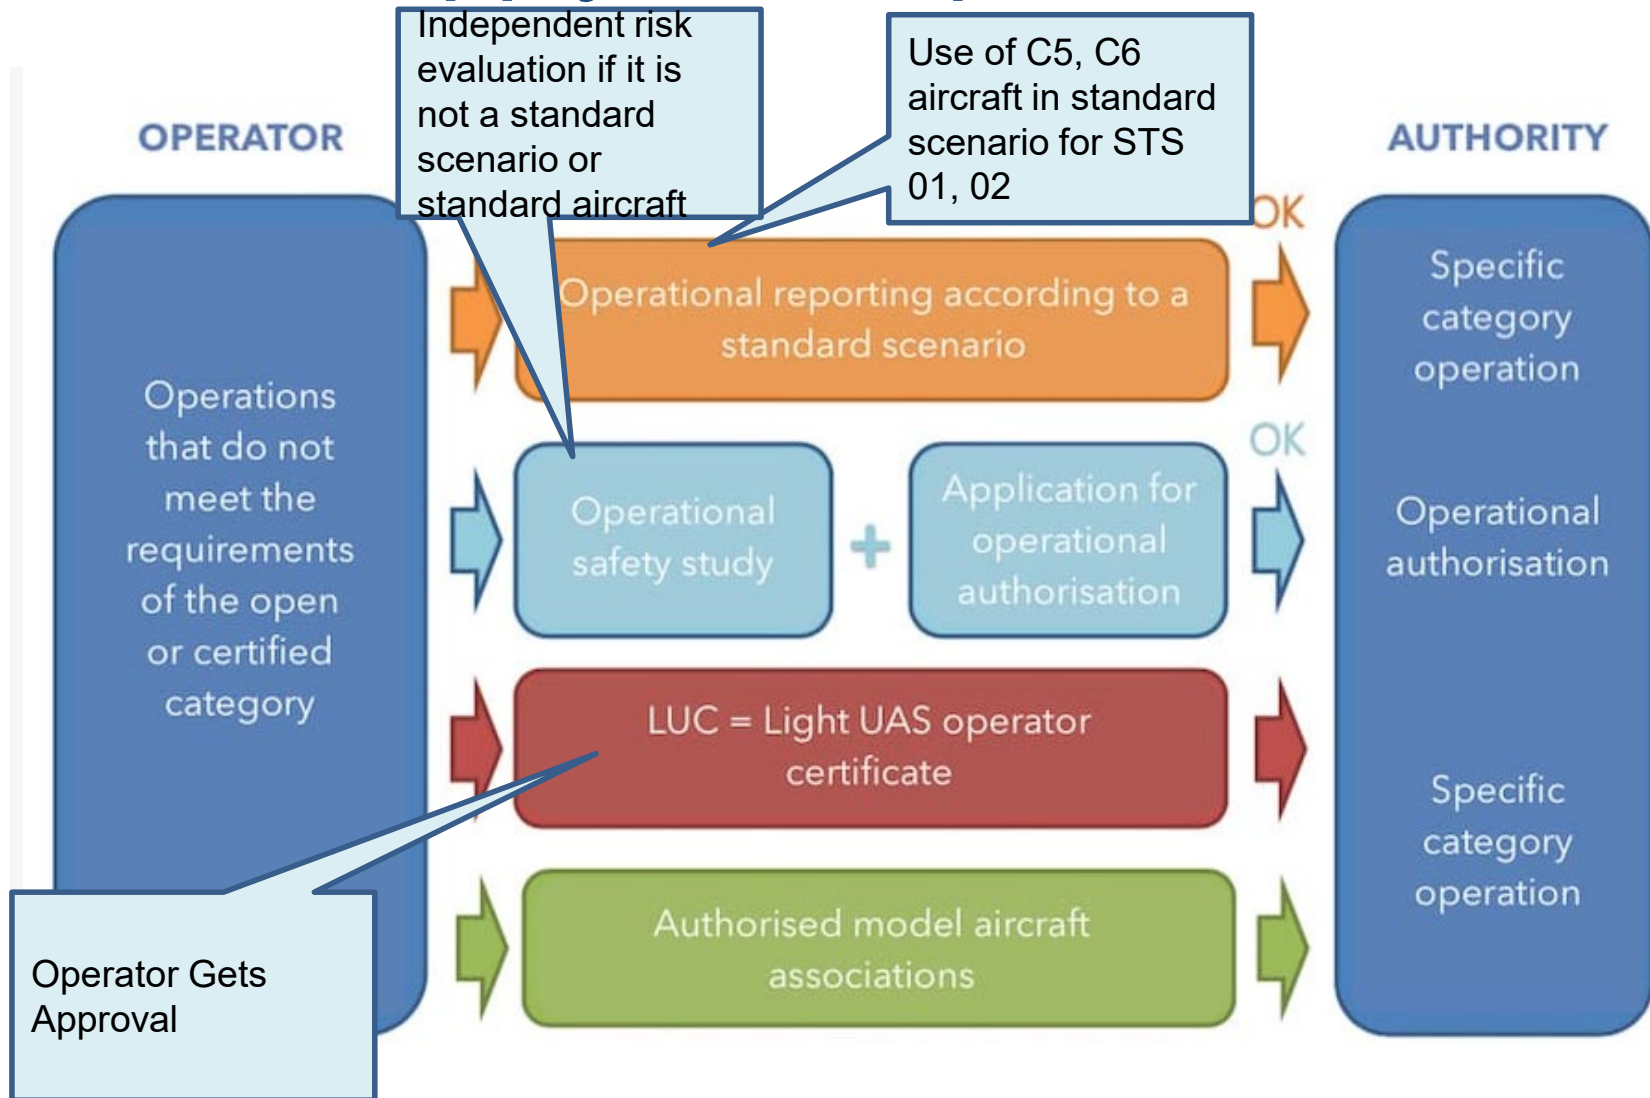 Independent risk
evaluation if it is
not a standard
scenario or
standard aircraft
Use of C5, C6
aircraft in standard
scenario for STS
01, 02
OPERATOR
AUTHORITY
Operations
that do not
meet the
requirements
of the open
or certified
category
OK
Operational reporting according to a
standard scenario
Specific
category
operation
OK
Operational
safety study
+
Application for
operational
authorisation
Operational
authorisation
LUC = Light UAS operator
certificate
Specific
category
operation
Authorised model aircraft
associations
Operator Gets
Approval